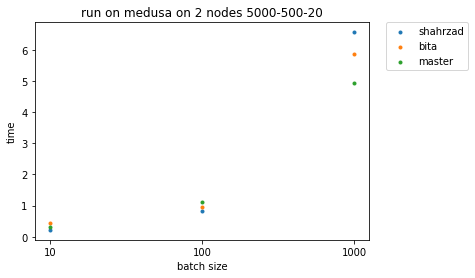 run on medusa on 2 nodes 5000-500-20
shahrzad
bita
master
6
5
4
3
2
1
0
time
10 100 1000
batch size